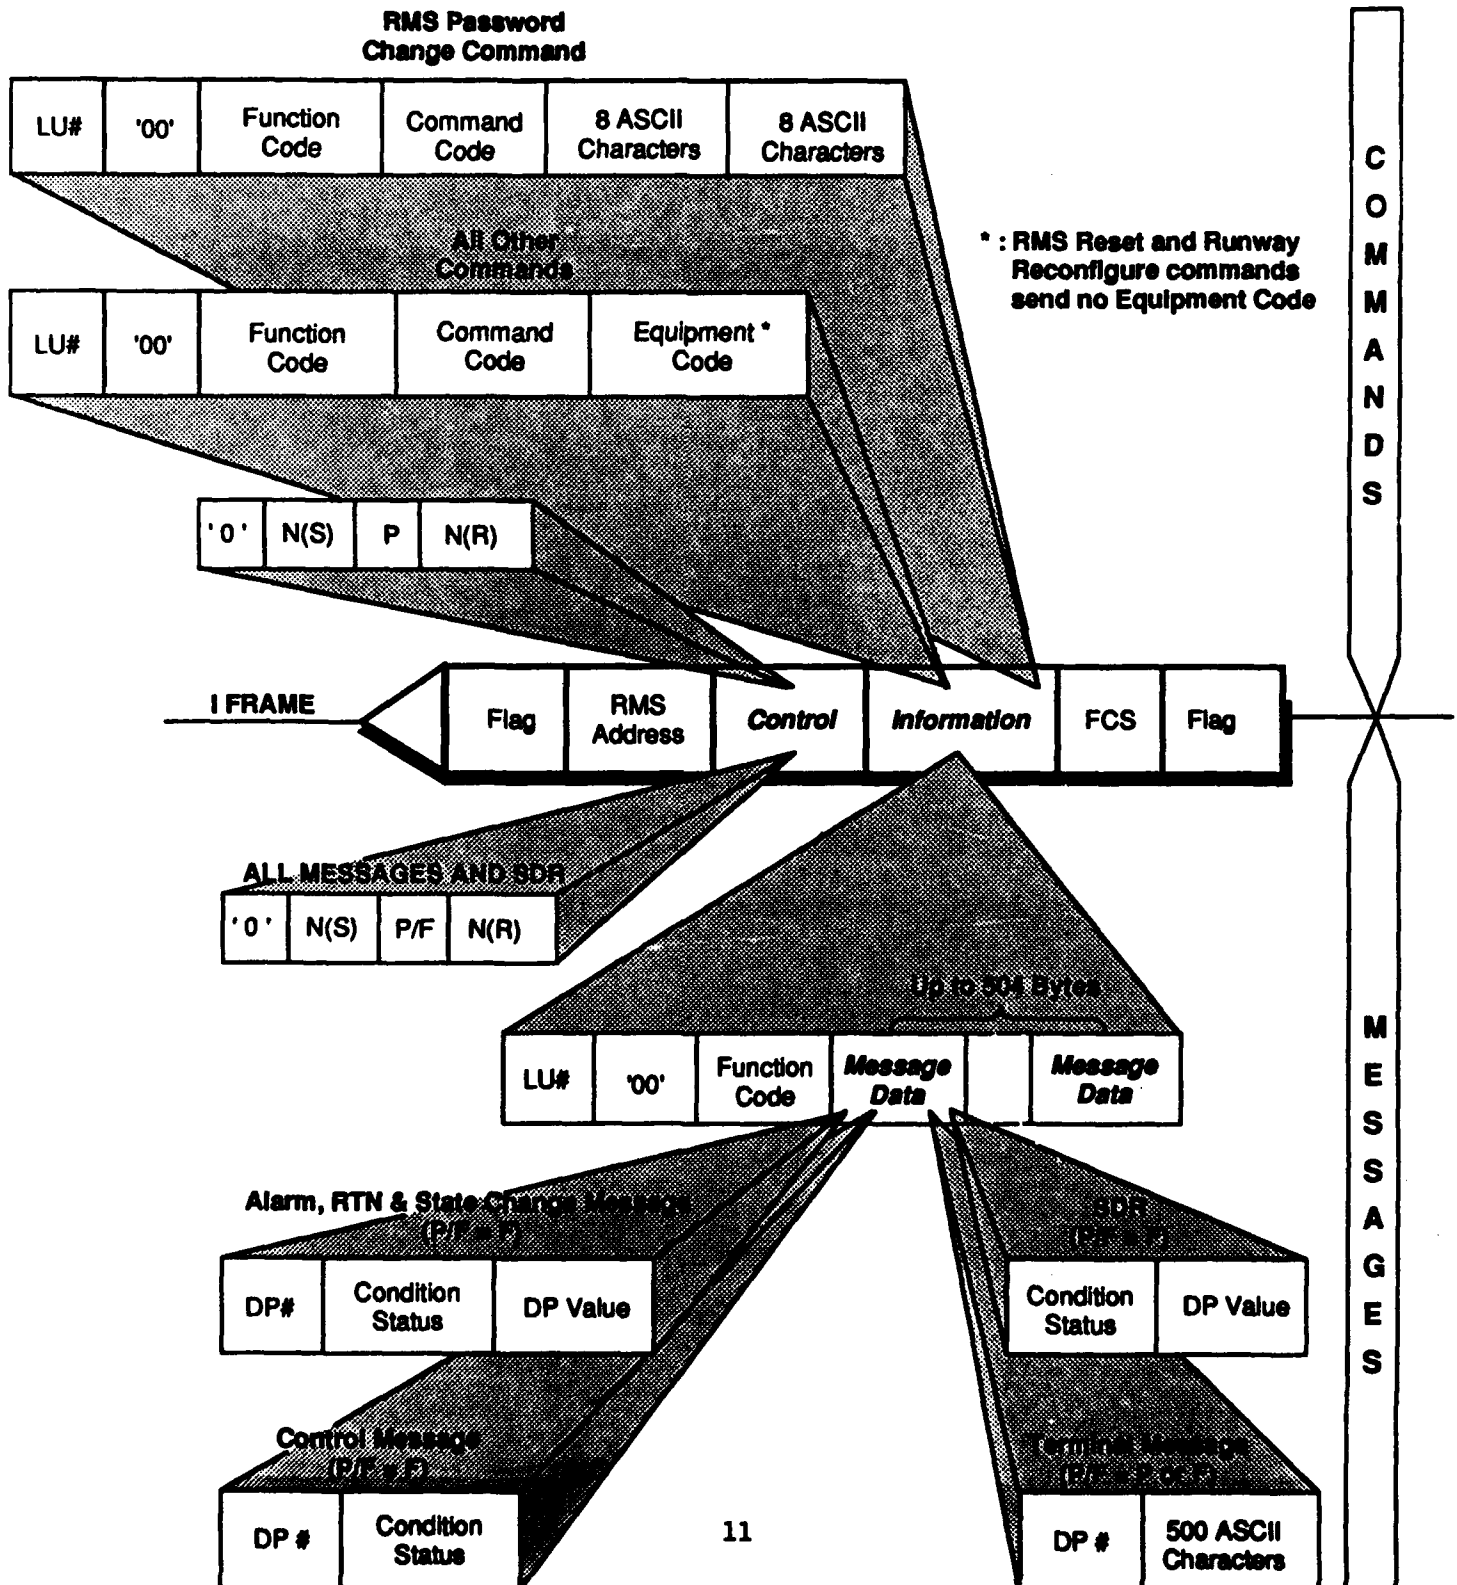 RMS Password
Change Command
LU#
'00'
Function
Code
Command
Code
8 ASCII
Characters
8 ASCII
Characters
All Other
Commands
* : RMS Reset and Runway
Reconfigure commands
send no Equipment Code
LU#
'00'
Function
Code
Command
Code
Equipment *
Code
' 0 '
N(S)
P
N(R)
COMMANDS
I FRAME
Flag
RMS
Address
Control
Information
FCS
Flag
ALL MESSAGES AND SDR
' 0 '
N(S)
P/F
N(R)
Up to 504 Bytes
LU#
'00'
Function
Code
Message
Data
Message
Data
MESSAGES
Alarm, RTN & State Change Message
(P/F = F)
DP#
Condition
Status
DP Value
SDR
(P/F = F)
Condition
Status
DP Value
Control Message
(P/F = F)
DP #
Condition
Status
Terminal Message
(P/F = P or F)
DP #
500 ASCII
Characters
11